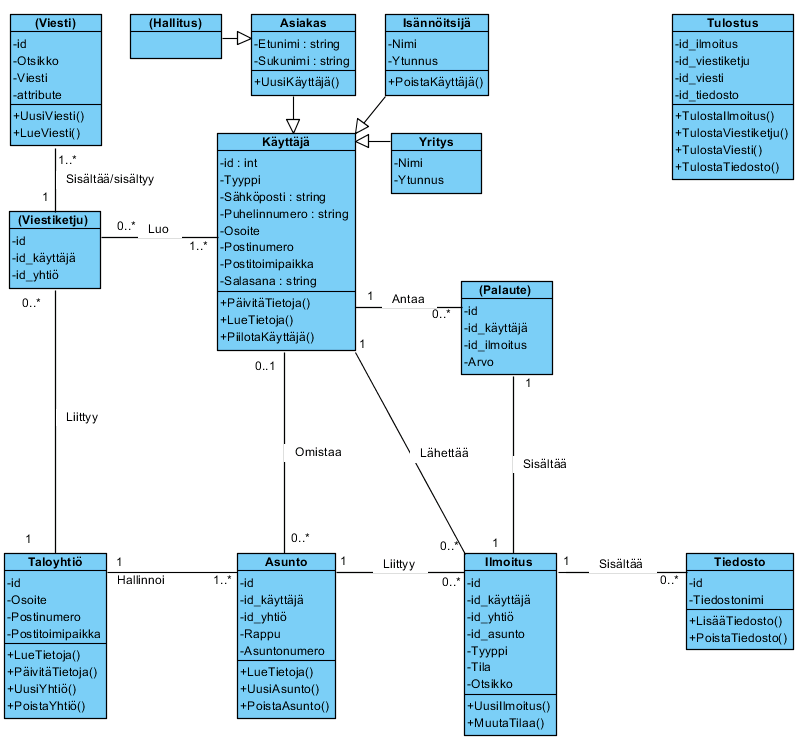 (Viesti)
-id
-Otsikko
-Viesti
-attribute
+UusiViesti()
+LueViesti()
(Hallitus)
Asiakas
-Etunimi : string
-Sukunimi : string
+UusiKäyttäjä()
Isännöitsijä
-Nimi
-Ytunnus
+PoistaKäyttäjä()
Tulostus
-id_ilmoitus
-id_viestiketju
-id_viesti
-id_tiedosto
+TulostaIlmoitus()
+TulostaViestiketju()
+TulostaViesti()
+TulostaTiedosto()
1..*
Sisältää/sisältyy
1
Käyttäjä
-id : int
-Tyyppi
-Sähköposti : string
-Puhelinnumero : string
-Osoite
-Postinumero
-Postitoimipaikka
-Salasana : string
+PäivitäTietoja()
+LueTietoja()
+PiilotaKäyttäjä()
Yritys
-Nimi
-Ytunnus
(Viestiketju)
-id
-id_käyttäjä
-id_yhtiö
0..*
Luo
1..*
1
Antaa
0..*
(Palaute)
-id
-id_käyttäjä
-id_ilmoitus
-Arvo
0..*
Liittyy
1
0..1
Omistaa
0..*
1
Lähettää
0..*
1
Sisältää
1
Taloyhtiö
-id
-Osoite
-Postinumero
-Postitoimipaikka
+LueTietoja()
+PäivitäTietoja()
+UusiYhtiö()
+PoistaYhtiö()
1
Hallinnoi
1..*
Asunto
-id
-id_käyttäjä
-id_yhtiö
-Rappu
-Asuntonumero
+LueTietoja()
+UusiAsunto()
+PoistaAsunto()
1
Liittyy
0..*
Ilmoitus
-id
-id_käyttäjä
-id_yhtiö
-id_asunto
-Tyyppi
-Tila
-Otsikko
+UusiIlmoitus()
+MuutaTilaa()
1
Sisältää
0..*
Tiedosto
-id
-Tiedostonimi
+LisääTiedosto()
+PoistaTiedosto()